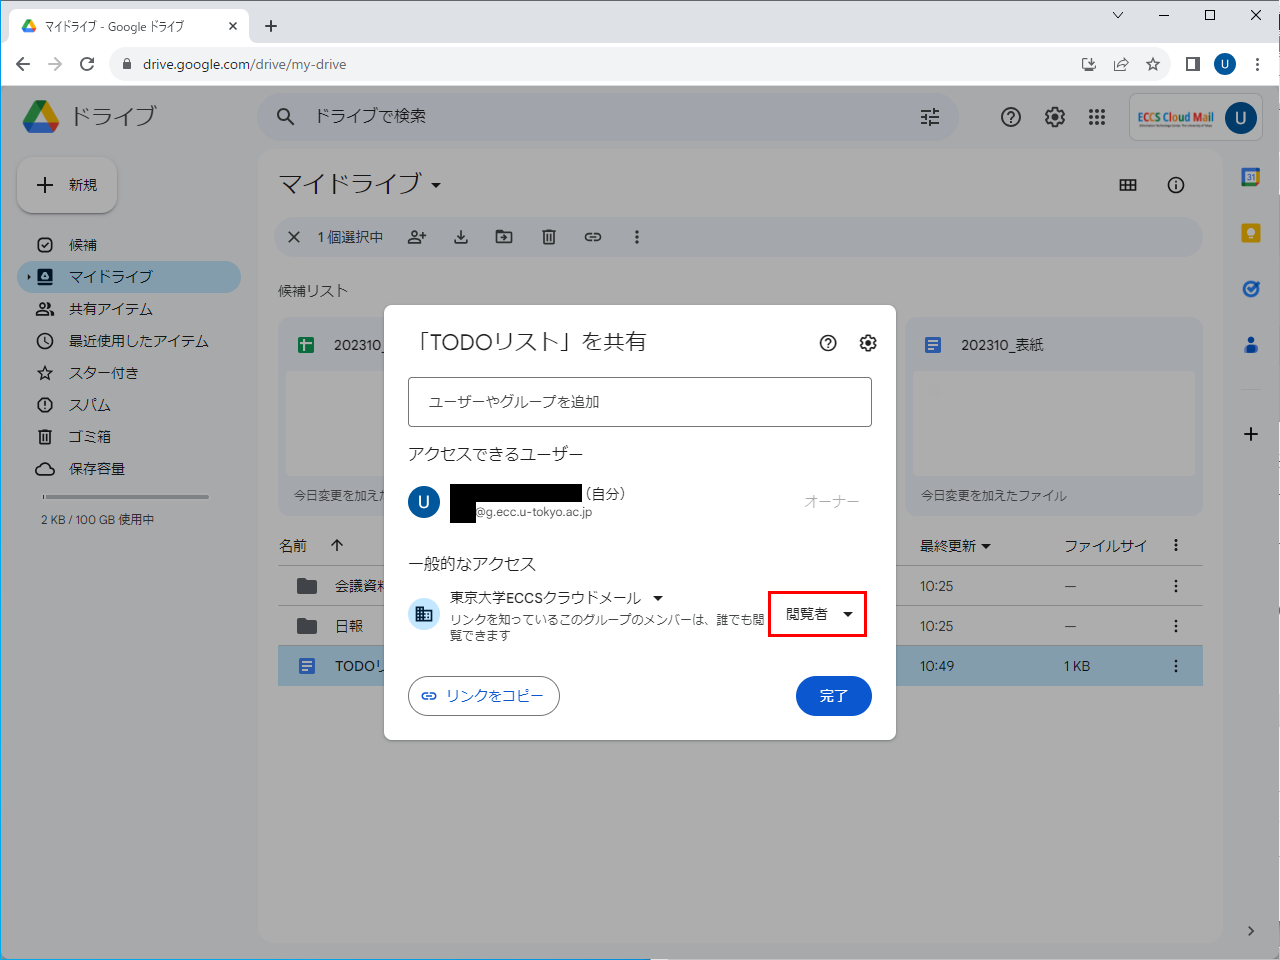 マイドライブ - Google ドライブ
drive.google.com/drive/my-drive
U
ドライブ
ドライブで検索
ECCS Cloud Mail
U
新規
マイドライブ
31
1 個選択中
候補
マイドライブ
共有アイテム
最近使用したアイテム
スター付き
スパム
ゴミ箱
保存容量
2 KB / 100 GB 使用中
候補リスト
202310_
202310_表紙
今日変更を加えた
今日変更を加えたファイル
名前
最終更新
ファイルサイ
会議資料
10:25
—
日報
10:25
—
TODOリ
10:49
1 KB
「TODOリスト」を共有
ユーザーやグループを追加
アクセスできるユーザー
U
（自分）
オーナー
@g.ecc.u-tokyo.ac.jp
一般的なアクセス
東京大学ECCSクラウドメール
リンクを知っているこのグループのメンバーは、誰でも閲
覧できます
閲覧者
リンクをコピー
完了